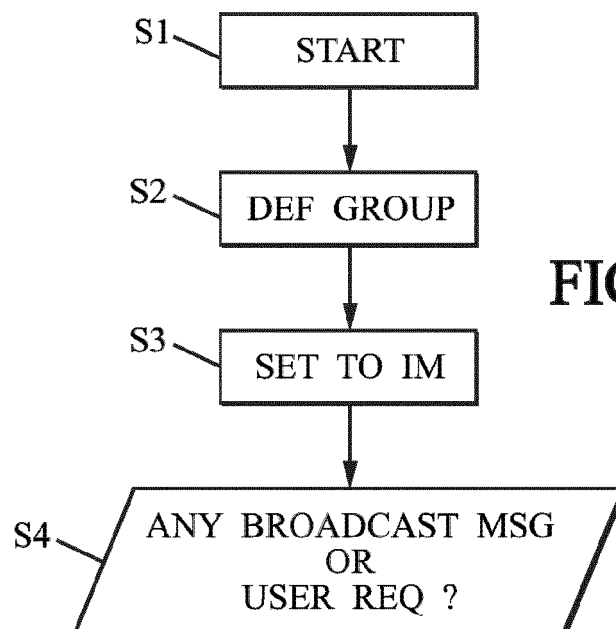 S1
START
S2
DEF GROUP
S3
SET TO IM
S4
ANY BROADCAST MSG
OR
USER REQ ?